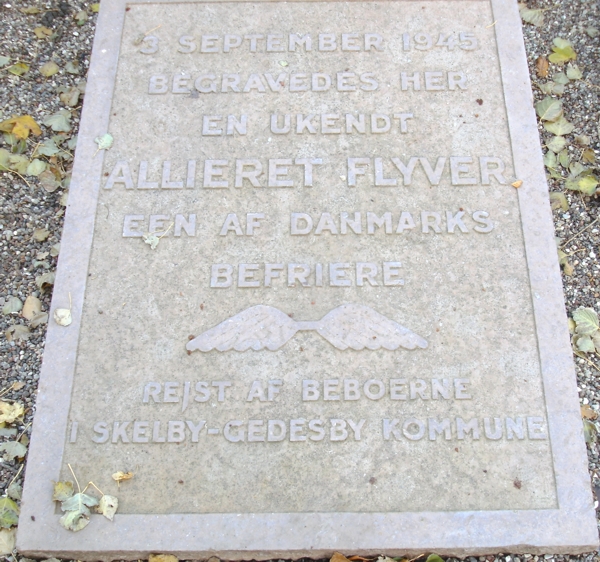 3 SEPTEMBER 1945
BEGRAVEDES HER
EN UKENDT
ALLIERET FLYVER
EEN AF DANMARKS
BEFRIERE
REJST AF BEBOERNE
I SKELBY-GEDESBY KOMMUNE